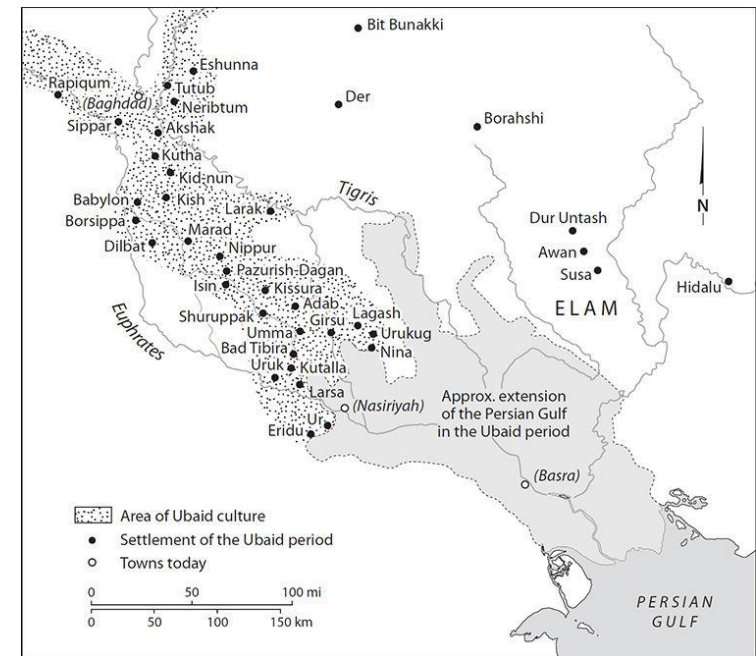 Bit Bunakki
Eshunna
Rapiqum
(Baghdad)
Tutub
Neribtum
Der
Sippar
Akshak
Borahshi
Kutha
Kid-nun
Tigris
N
Babylon
Kish
Larak
Borsippa
Marad
Dur Untash
Dilbat
Nippur
Awan
Pazurish-Dagan
Susa
Isin
Kissura
Hidalu
Adab
ELAM
Euphrates
Shuruppak
Girsu
Lagash
Umma
Urukug
Bad Tibira
Nina
Uruk
Kutalla
Larsa
(Nasiriyah)
Approx. extension
of the Persian Gulf
in the Ubaid period
Ur
Eridu
(Basra)
Area of Ubaid culture
Settlement of the Ubaid period
Towns today
0 50 100 mi
0 50 100 150 km
PERSIAN
GULF